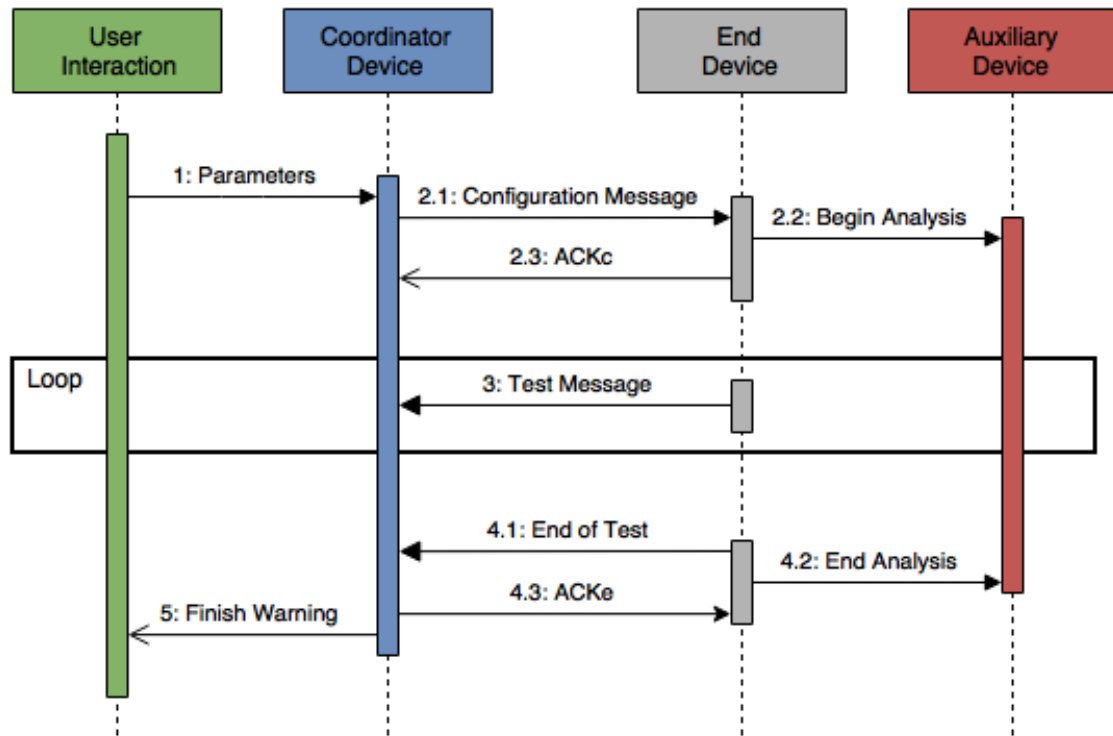 User
Interaction
Coordinator
Device
End
Device
Auxiliary
Device
1: Parameters
2.1: Configuration Message
2.2: Begin Analysis
2.3: ACKc
Loop
3: Test Message
4.1: End of Test
4.2: End Analysis
4.3: ACKe
5: Finish Warning